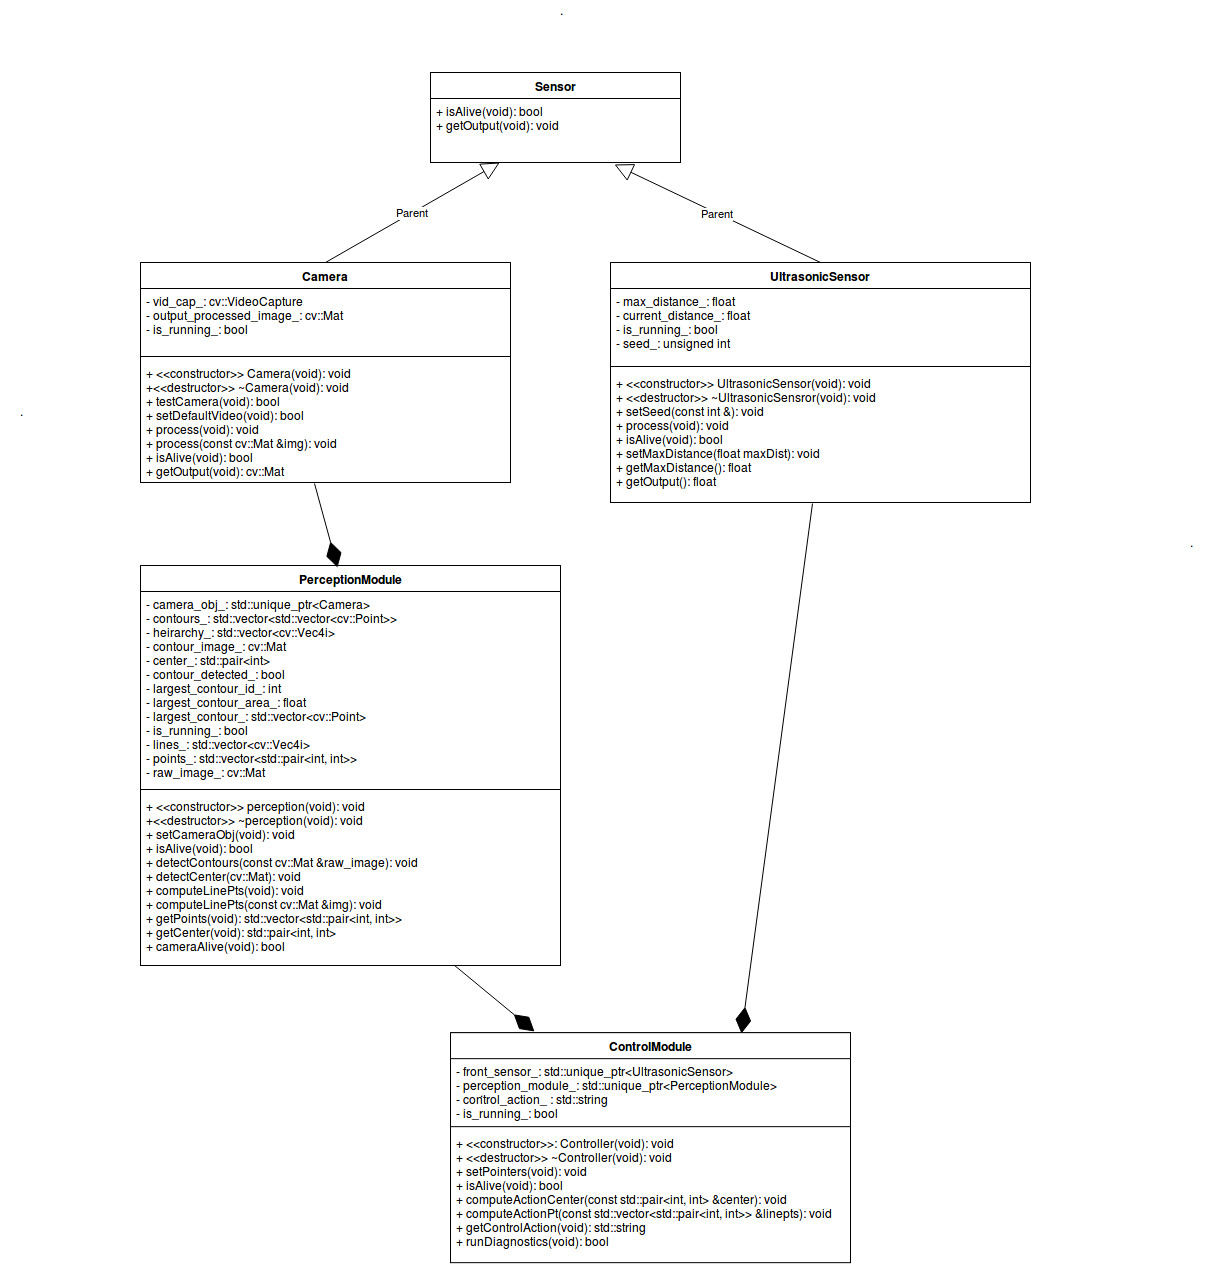 Sensor
+ isAlive(void): bool
+ getOutput(void): void
Parent
Parent
Camera
- vid_cap_: cv::VideoCapture
- output_processed_image_: cv::Mat
- is_running_: bool
+ <<constructor>> Camera(void): void
+<<destructor>> ~Camera(void): void
+ testCamera(void): bool
+ setDefaultVideo(void): bool
+ process(void): void
+ process(const cv::Mat &img): void
+ isAlive(void): bool
+ getOutput(void): cv::Mat
UltrasonicSensor
- max_distance_: float
- current_distance_: float
- is_running_: bool
- seed_: unsigned int
+ <<constructor>> UltrasonicSensor(void): void
+ <<destructor>> ~UltrasonicSensror(void): void
+ setSeed(const int &): void
+ process(void): void
+ isAlive(void): bool
+ setMaxDistance(float maxDist): void
+ getMaxDistance(): float
+ getOutput(): float
PerceptionModule
- camera_obj_: std::unique_ptr<Camera>
- contours_: std::vector<std::vector<cv::Point>>
- heirarchy_: std::vector<cv::Vec4i>
- contour_image_: cv::Mat
- center_: std::pair<int>
- contour_detected_: bool
- largest_contour_id_: int
- largest_contour_area_: float
- largest_contour_: std::vector<cv::Point>
- is_running_: bool
- lines_: std::vector<cv::Vec4i>
- points_: std::vector<std::pair<int, int>>
- raw_image_: cv::Mat
+ <<constructor>> perception(void): void
+<<destructor>> ~perception(void): void
+ setCameraObj(void): void
+ isAlive(void): bool
+ detectContours(const cv::Mat &raw_image): void
+ detectCenter(cv::Mat): void
+ computeLinePts(void): void
+ computeLinePts(const cv::Mat &img): void
+ getPoints(void): std::vector<std::pair<int, int>>
+ getCenter(void): std::pair<int, int>
+ cameraAlive(void): bool
ControlModule
- front_sensor_: std::unique_ptr<UltrasonicSensor>
- perception_module_: std::unique_ptr<PerceptionModule>
- control_action_ : std::string
- is_running_: bool
+ <<constructor>>: Controller(void): void
+ <<destructor>> ~Controller(void): void
+ setPointers(void): void
+ isAlive(void): bool
+ computeActionCenter(const std::pair<int, int> &center): void
+ computeActionPt(const std::vector<std::pair<int, int>> &linepts): void
+ getControlAction(void): std::string
+ runDiagnostics(void): bool